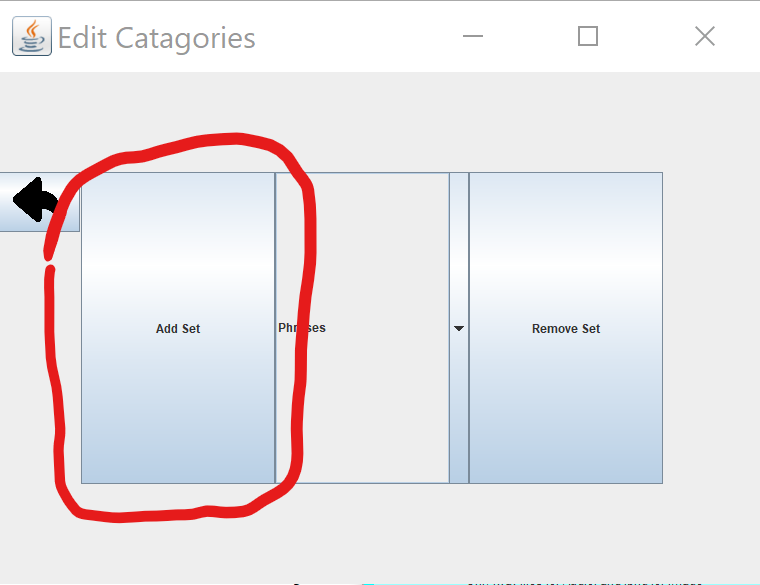 Edit Catagories
Add Set
Phrases
Remove Set